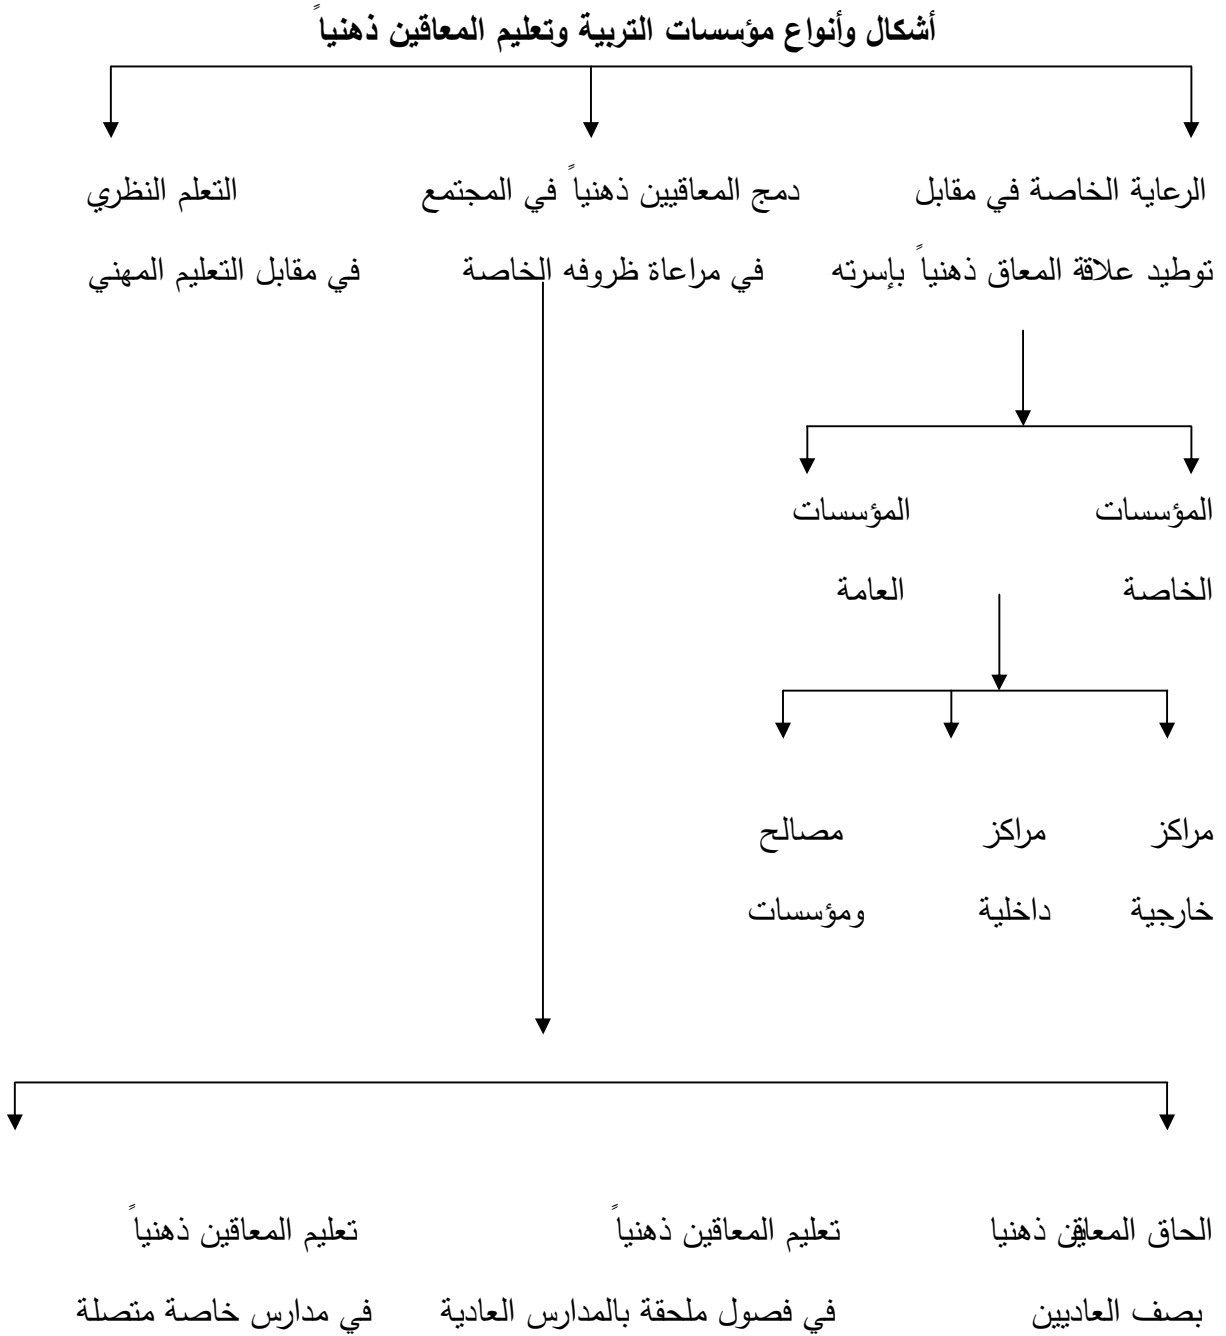 أشكال وأنواع مؤسسات التربية وتعليم المعاقين ذهنياً
الرعاية الخاصة في مقابل
توطيد علاقة المعاق ذهنياً بإسرته
دمج المعاقيين ذهنياً في المجتمع
في مراعاة ظروفه الخاصة
التعلم النظري
في مقابل التعليم المهني
المؤسسات
الخاصة
المؤسسات
العامة
مراكز
خارجية
مراكز
داخلية
مصالح
ومؤسسات
الحاق المعاقين ذهنيا
بصف العاديين
تعليم المعاقين ذهنياً
في فصول ملحقة بالمدارس العادية
تعليم المعاقين ذهنياً
في مدارس خاصة متصلة